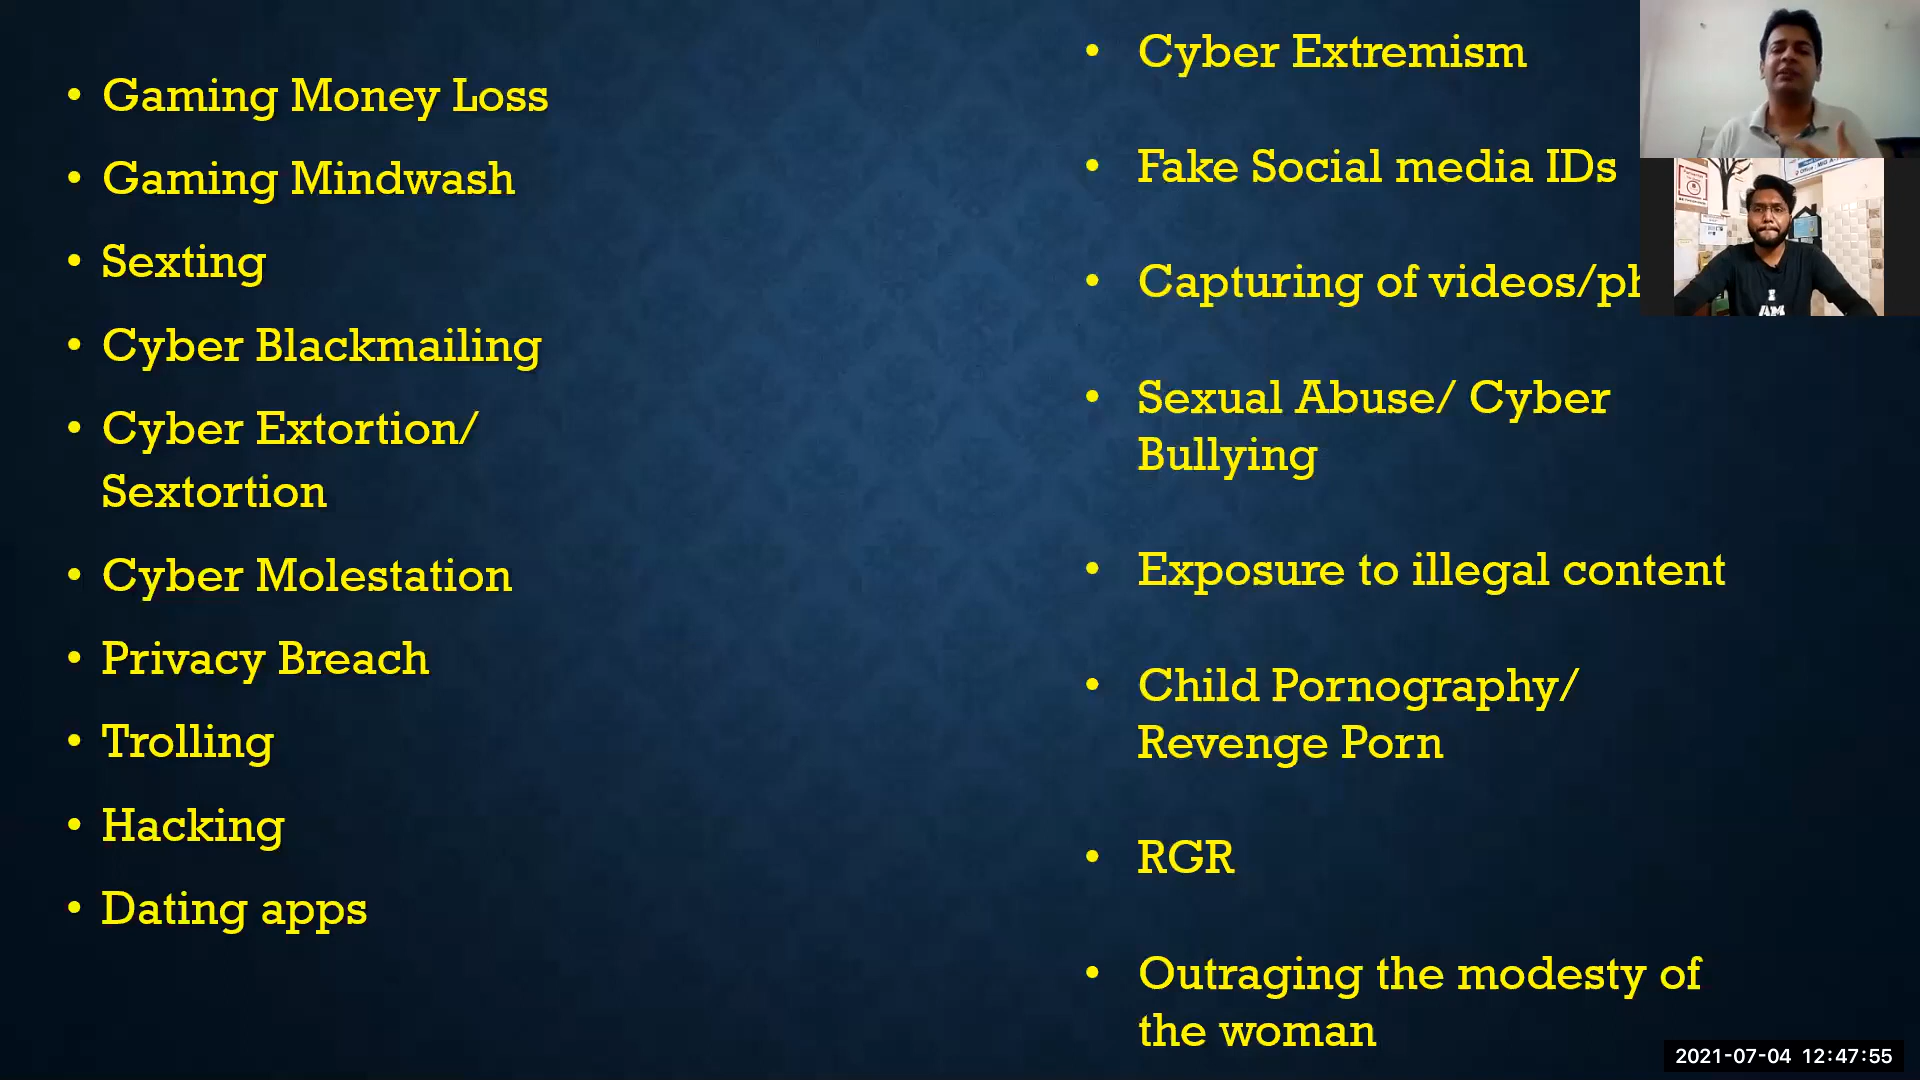 • Gaming Money Loss
• Gaming Mindwash
• Sexting
• Cyber Blackmailing
• Cyber Extortion/
Sextortion
• Cyber Molestation
• Privacy Breach
• Trolling
• Hacking
• Dating apps
• Cyber Extremism
• Fake Social media IDs
• Capturing of
• Sexual Abuse/ Cyber
Bullying
• Exposure to illegal content
• Child Pornography/
Revenge Porn
• RGR
• Outraging the modesty of
the woman
I
AM
2021-07-04 12:47:55